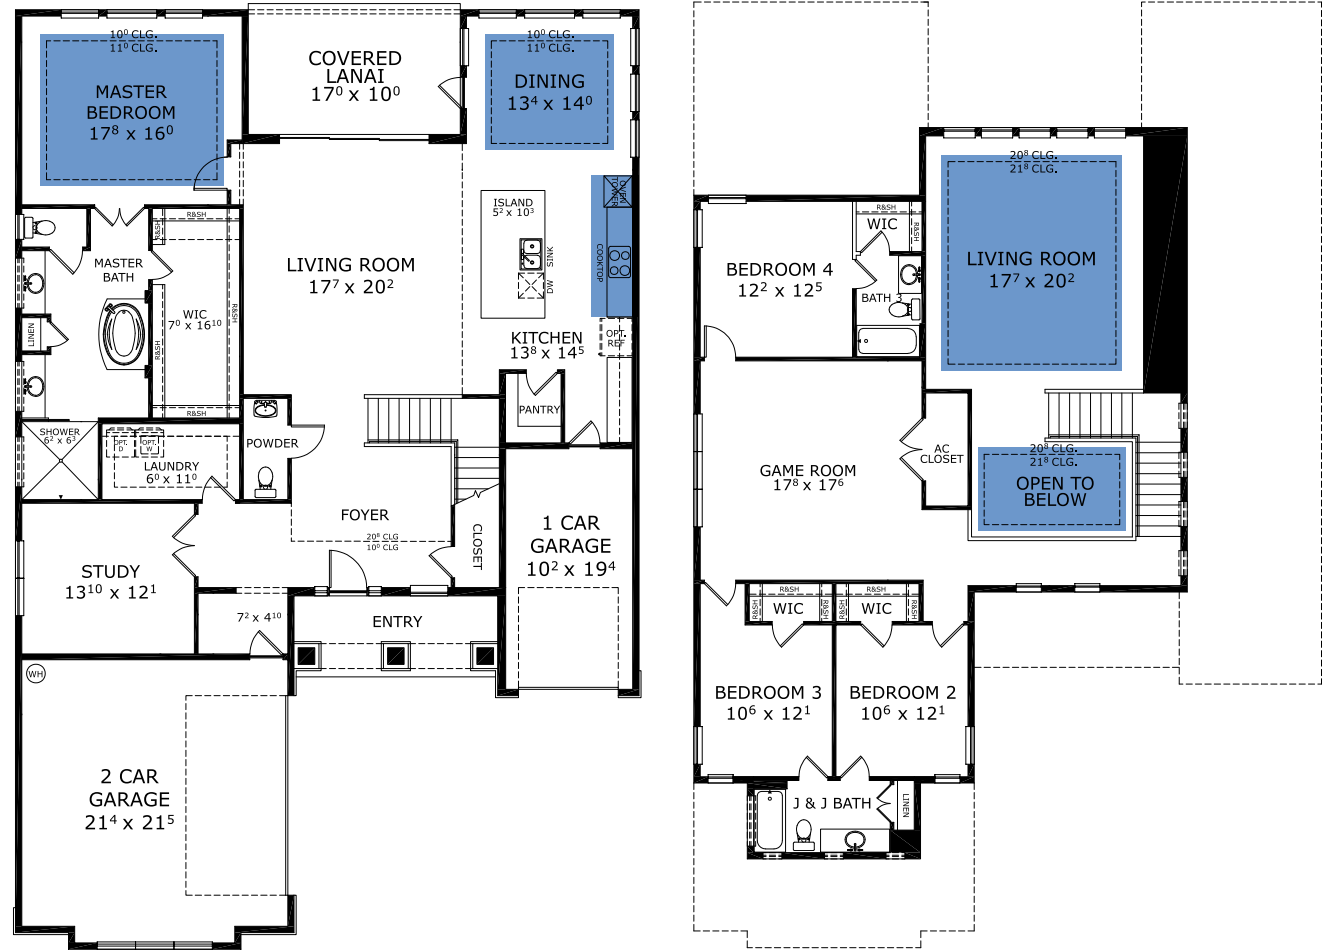 10⁰ CLG.
11⁰ CLG.
MASTER
BEDROOM
17⁸ x 16⁰
COVERED
LANAI
17⁰ x 10⁰
10⁰ CLG.
11⁰ CLG.
DINING
13⁴ x 14⁰
OVEN
TOWER
ISLAND
5² x 10³
SINK
DW
COOKTOP
R&SH
R&SH
MASTER
BATH
LIVING ROOM
17⁷ x 20²
WIC
7⁰ x 16¹⁰
R&SH
R&SH
R&SH
LINEN
KITCHEN
13⁸ x 14⁵
OPT.
REF
PANTRY
SHOWER
6² x 6³
OPT.
D
OPT.
W
LAUNDRY
6⁰ x 11⁰
POWDER
FOYER
20⁸ CLG
10⁰ CLG
CLOSET
1 CAR
GARAGE
10² x 19⁴
STUDY
13¹⁰ x 12¹
7² x 4¹⁰
ENTRY
WH
2 CAR
GARAGE
21⁴ x 21⁵
20⁸ CLG.
21⁸ CLG.
LIVING ROOM
17⁷ x 20²
R&SH
WIC
R&SH
BEDROOM 4
12² x 12⁵
BATH 3
GAME ROOM
17⁸ x 17⁶
AC
CLOSET
20⁸ CLG.
21⁸ CLG.
OPEN TO
BELOW
R&SH
R&SH
WIC
R&SH
R&SH
R&SH
WIC
R&SH
BEDROOM 3
10⁶ x 12¹
BEDROOM 2
10⁶ x 12¹
J & J BATH
LINEN